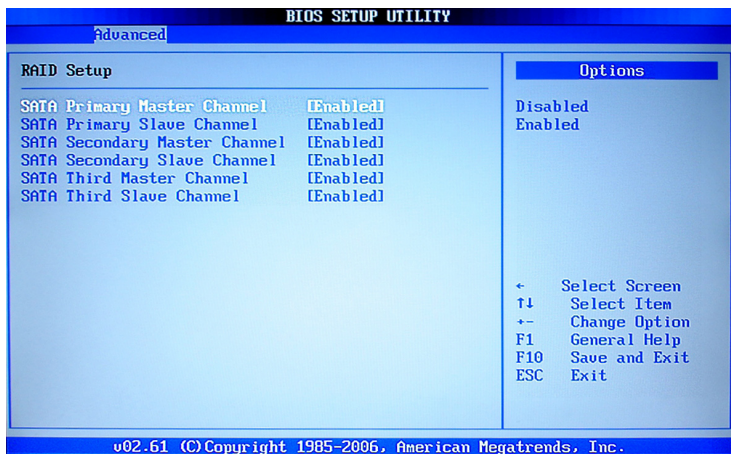 BIOS SETUP UTILITY
Advanced
RAID Setup
SATA Primary Master Channel [Enabled]
SATA Primary Slave Channel [Enabled]
SATA Secondary Master Channel [Enabled]
SATA Secondary Slave Channel [Enabled]
SATA Third Master Channel [Enabled]
SATA Third Slave Channel [Enabled]
Options
Disabled
Enabled
← Select Screen
↑↓ Select Item
+- Change Option
F1 General Help
F10 Save and Exit
ESC Exit
v02.61 (C)Copyright 1985-2006, American Megatrends, Inc.